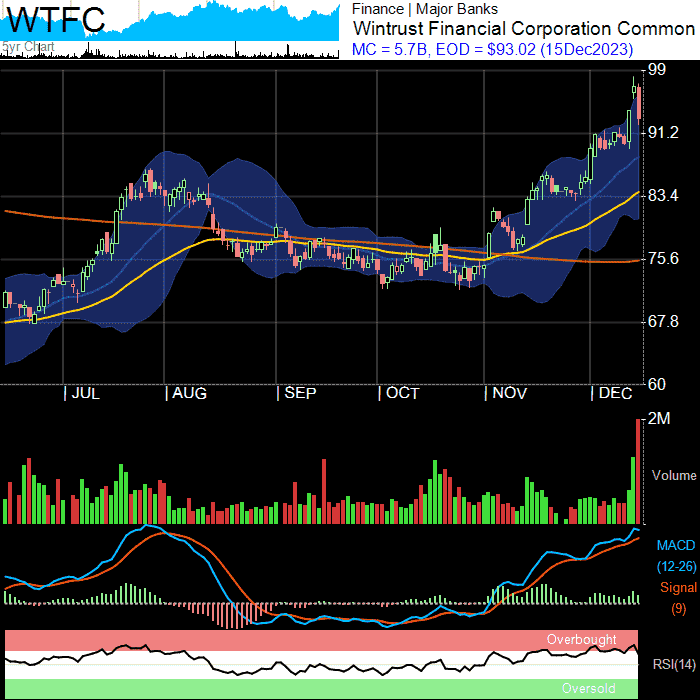 WTFC
5yr Chart
Finance | Major Banks
Wintrust Financial Corporation Common
MC = 5.7B, EOD = $93.02 (15Dec2023)
99
91.2
83.4
75.6
67.8
60
| JUL | AUG | SEP | OCT | NOV | DEC
2M
Volume
MACD
(12-26)
Signal
(9)
Overbought
RSI(14)
Oversold